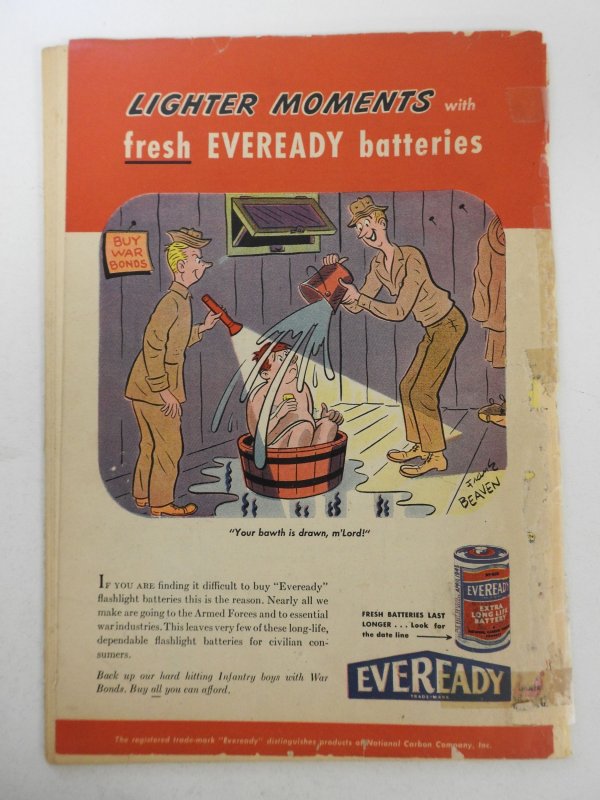 LIGHTER MOMENTS with
fresh EVEREADY batteries
BUY
WAR
BONDS
Frank
BEAVEN
"Your bawth is drawn, m'Lord!"
IF YOU ARE finding it difficult to buy "Eveready"
flashlight batteries this is the reason. Nearly all we
make are going to the Armed Forces and to essential
war industries. This leaves very few of these long-life,
dependable flashlight batteries for civilian con-
sumers.
Back up our hard hitting Infantry boys with War
Bonds. Buy all you can afford.
FRESH BATTERIES LAST
LONGER ... Look for
the date line
EVEREADY
EXTRA
LONG LIFE
BATTERY
EVEREADY
TRADE-MARK
The registered trade-mark "Eveready" distinguishes products of National Carbon Company, Inc.